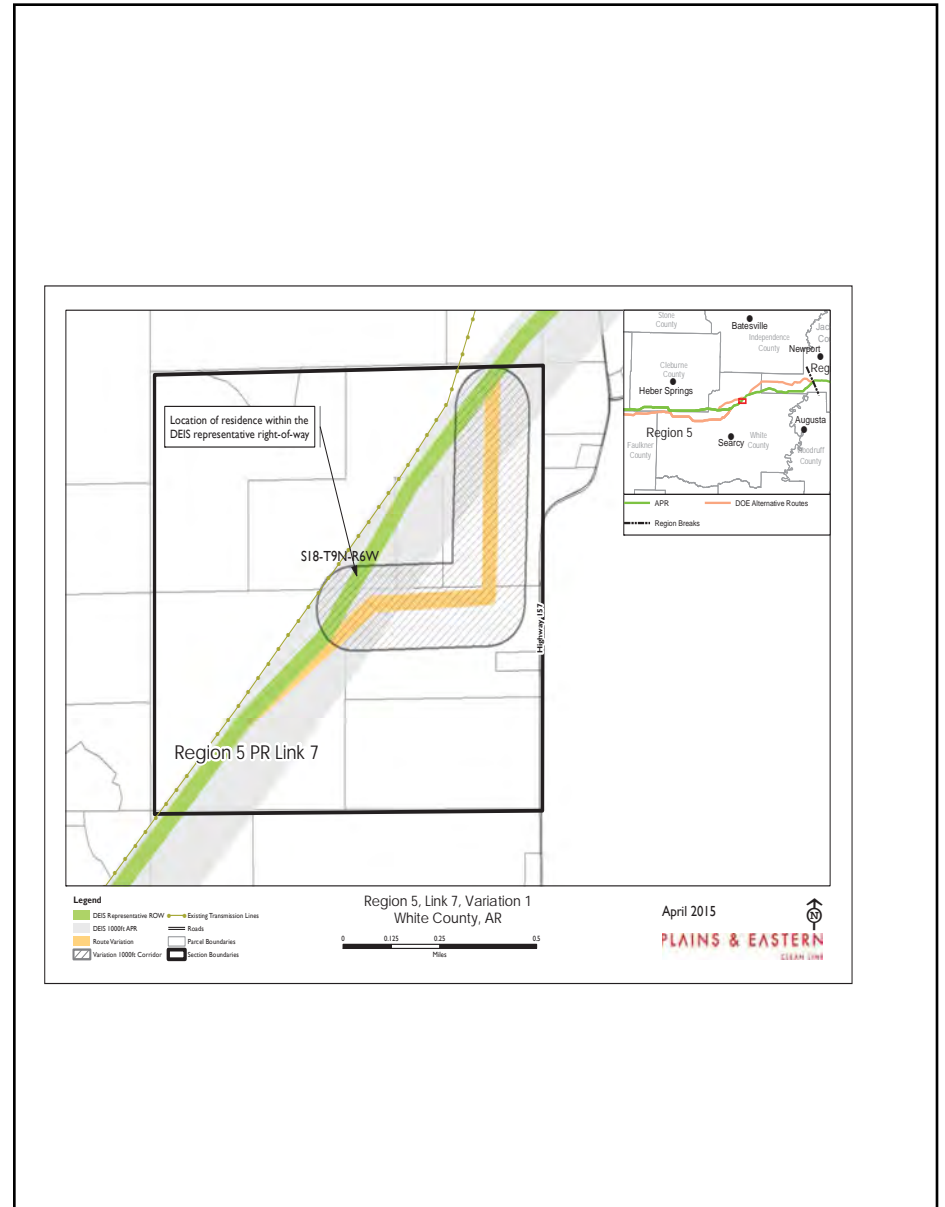 Location of residence within the
DEIS representative right-of-way
S18-T9N-R6W
Highway 157
Region 5 PR Link 7
Stone
County
Batesville
Independence
County
Jac
Co
Newport
Reg
Cleburne
County
Heber Springs
Augusta
Region 5
Faulkner
County
Searcy
White
County
Woodruff
County
APR
DOE Alternative Routes
Region Breaks
Legend
DEIS Representative ROW
Existing Transmission Lines
DEIS 1000ft APR
Roads
Route Variation
Parcel Boundaries
Variation 1000ft Corridor
Section Boundaries
Region 5, Link 7, Variation 1
White County, AR
0 0.125 0.25 0.5
Miles
April 2015
N
PLAINS & EASTERN
CLEAN LINE